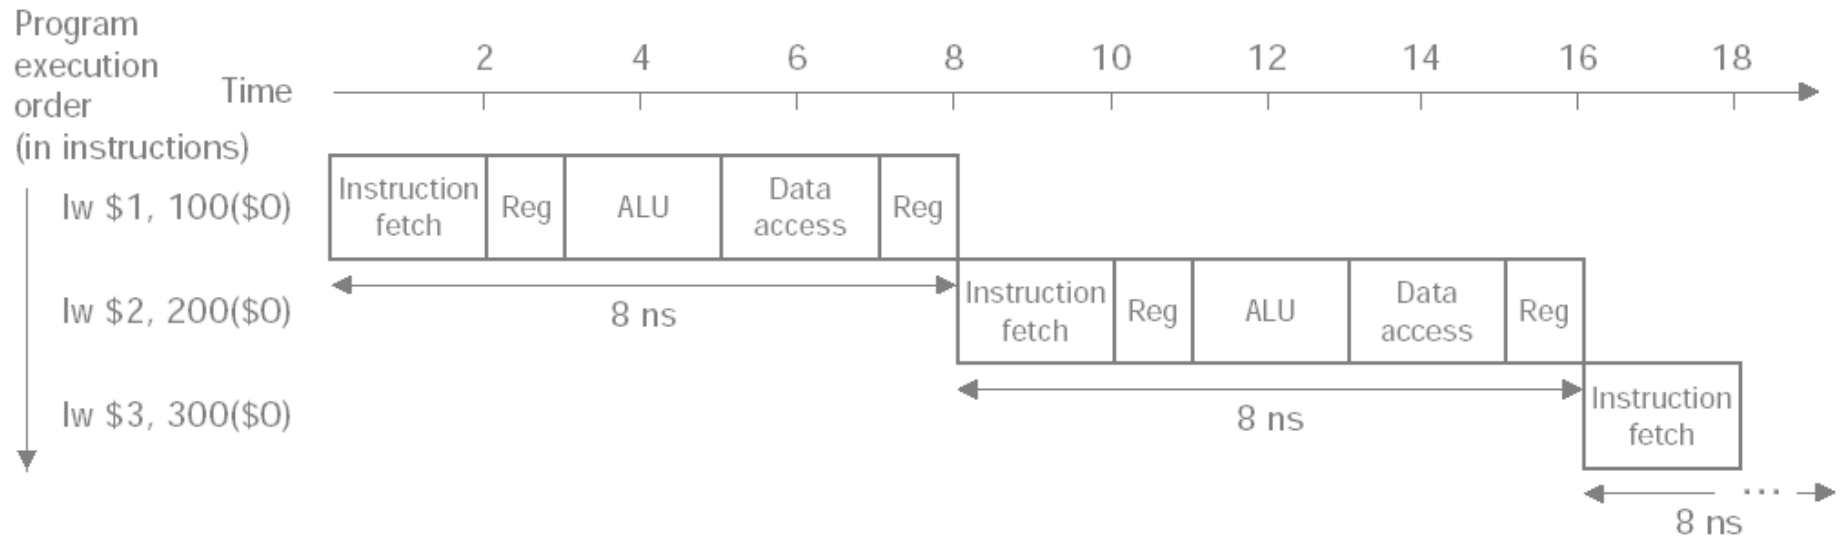 Program
execution
order
(in instructions)
Time
2 4 6 8 10 12 14 16 18
lw $1, 100($0)
Instruction
fetch
Reg
ALU
Data
access
Reg
8 ns
lw $2, 200($0)
Instruction
fetch
Reg
ALU
Data
access
Reg
8 ns
lw $3, 300($0)
Instruction
fetch
...
8 ns